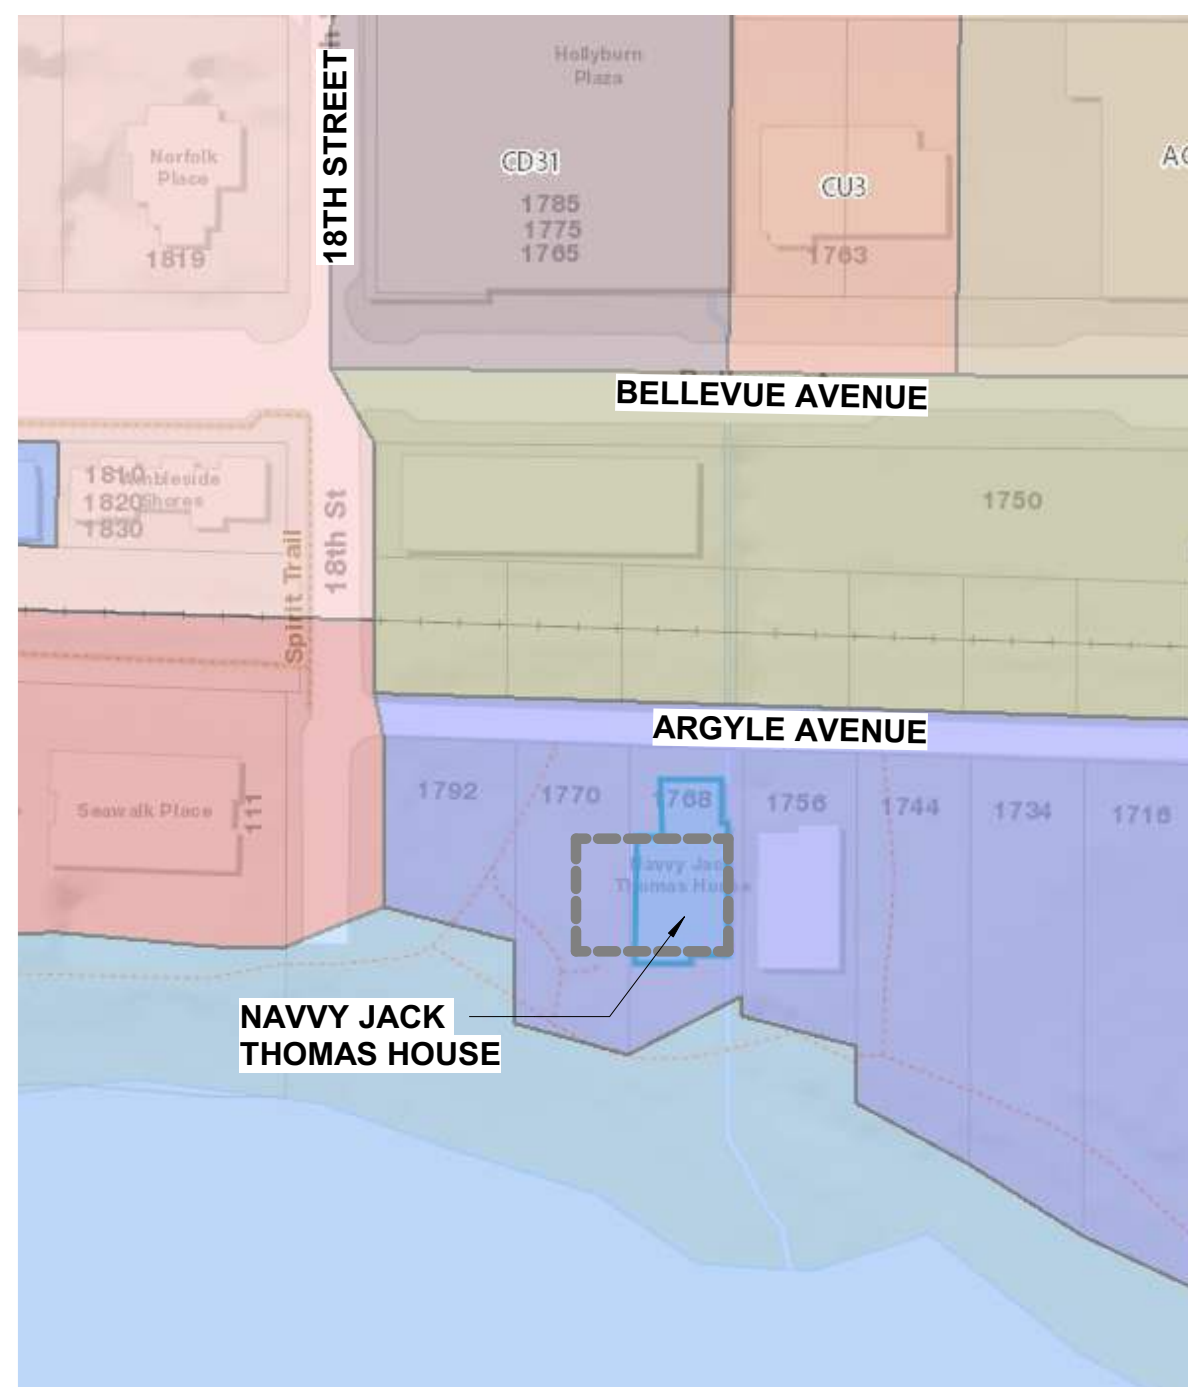 18TH STREET
Hollyburn
Plaza
Norfolk
Place
1819
CD31
1785
1775
1765
CU3
1763
BELLEVUE AVENUE
1810
1820
1830
Shores
18th St
Spirit Trail
1750
ARGYLE AVENUE
1792
1770
1768
1756
1744
1734
1716
Seawalk Place
111
Navvy Jack
Thomas House
NAVVY JACK
THOMAS HOUSE